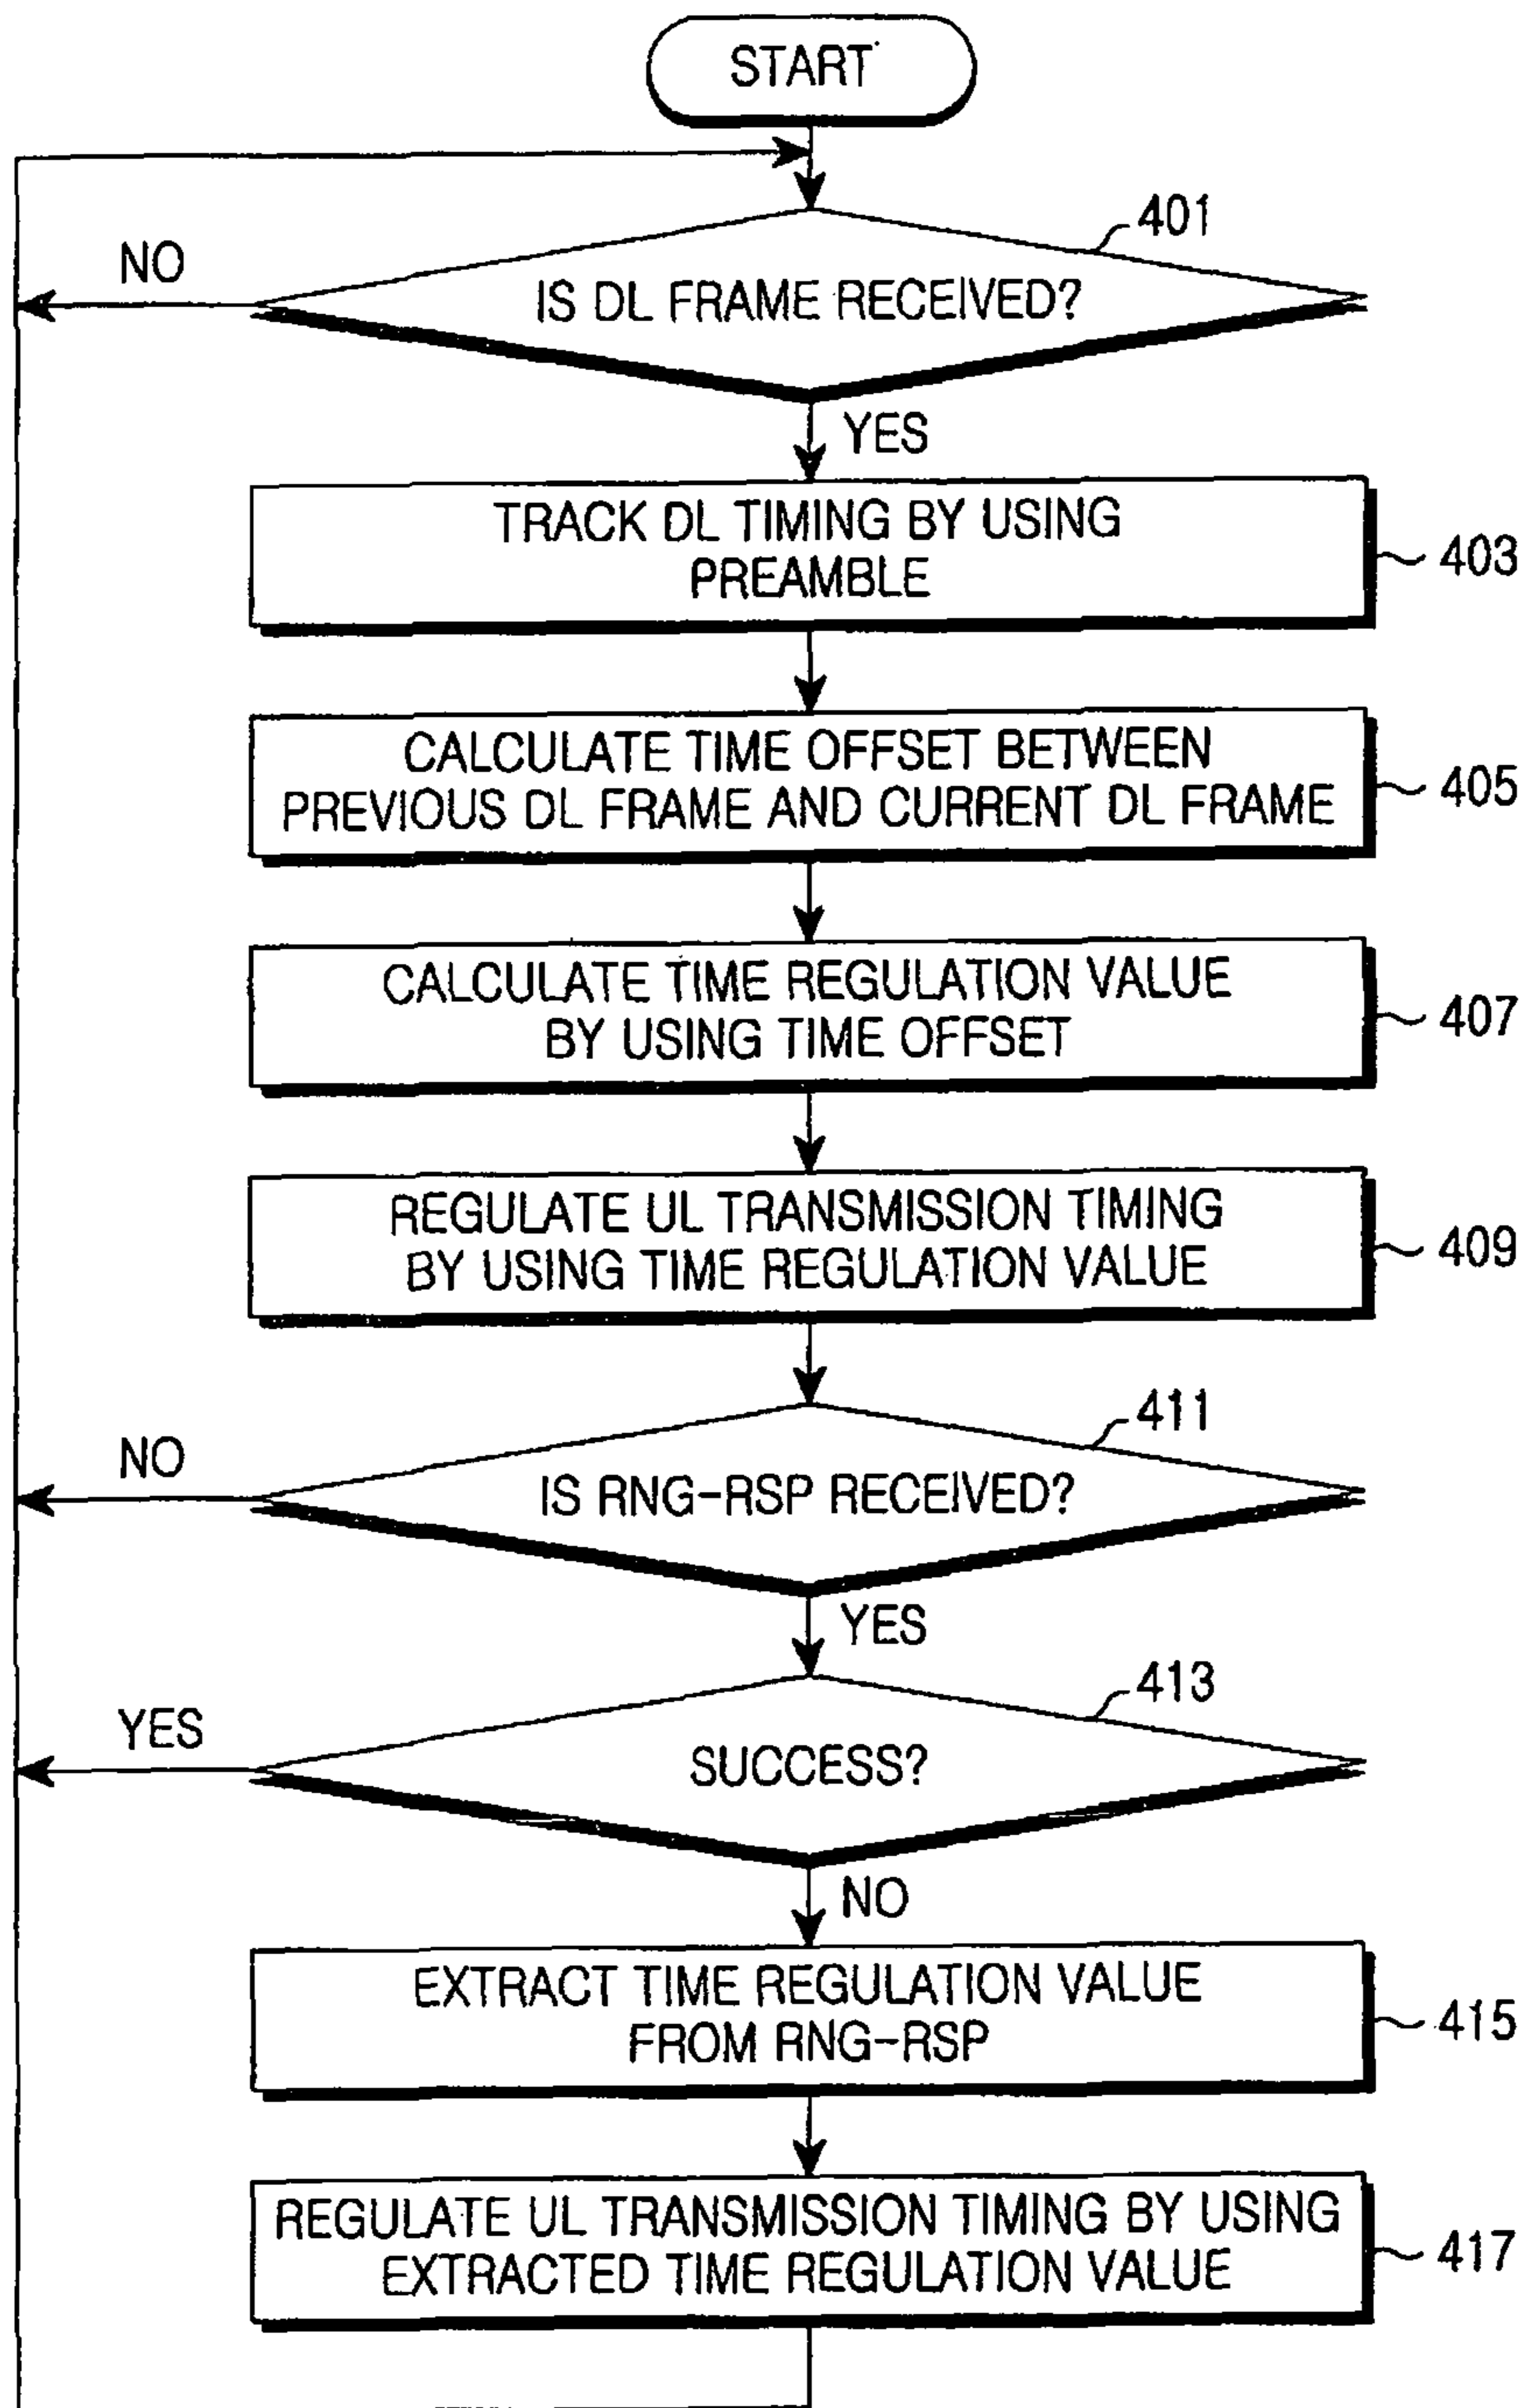 START
401
NO
IS DL FRAME RECEIVED?
YES
TRACK DL TIMING BY USING
PREAMBLE
403
CALCULATE TIME OFFSET BETWEEN
PREVIOUS DL FRAME AND CURRENT DL FRAME
405
CALCULATE TIME REGULATION VALUE
BY USING TIME OFFSET
407
REGULATE UL TRANSMISSION TIMING
BY USING TIME REGULATION VALUE
409
411
NO
IS RNG-RSP RECEIVED?
YES
413
YES
SUCCESS?
NO
EXTRACT TIME REGULATION VALUE
FROM RNG-RSP
415
REGULATE UL TRANSMISSION TIMING BY USING
EXTRACTED TIME REGULATION VALUE
417